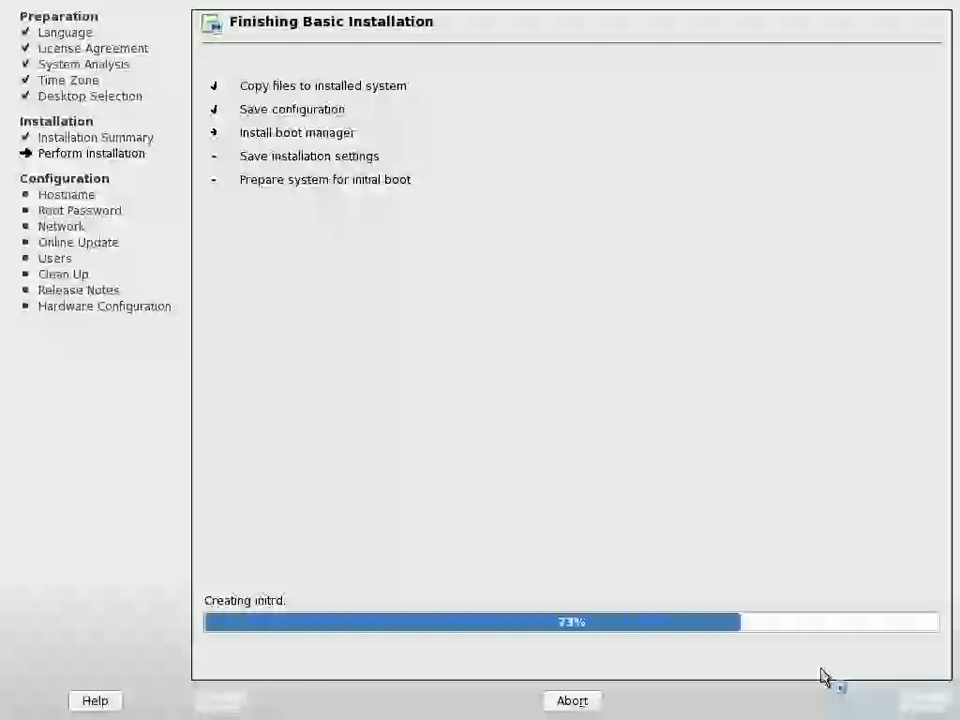 Preparation
Language
License Agreement
System Analysis
Time Zone
Desktop Selection
Installation
Installation Summary
Perform Installation
Configuration
Hostname
Root Password
Network
Online Update
Users
Clean Up
Release Notes
Hardware Configuration
Finishing Basic Installation
Copy files to installed system
Save configuration
Install boot manager
Save installation settings
Prepare system for initial boot
Creating initrd.
73%
Help
Abort